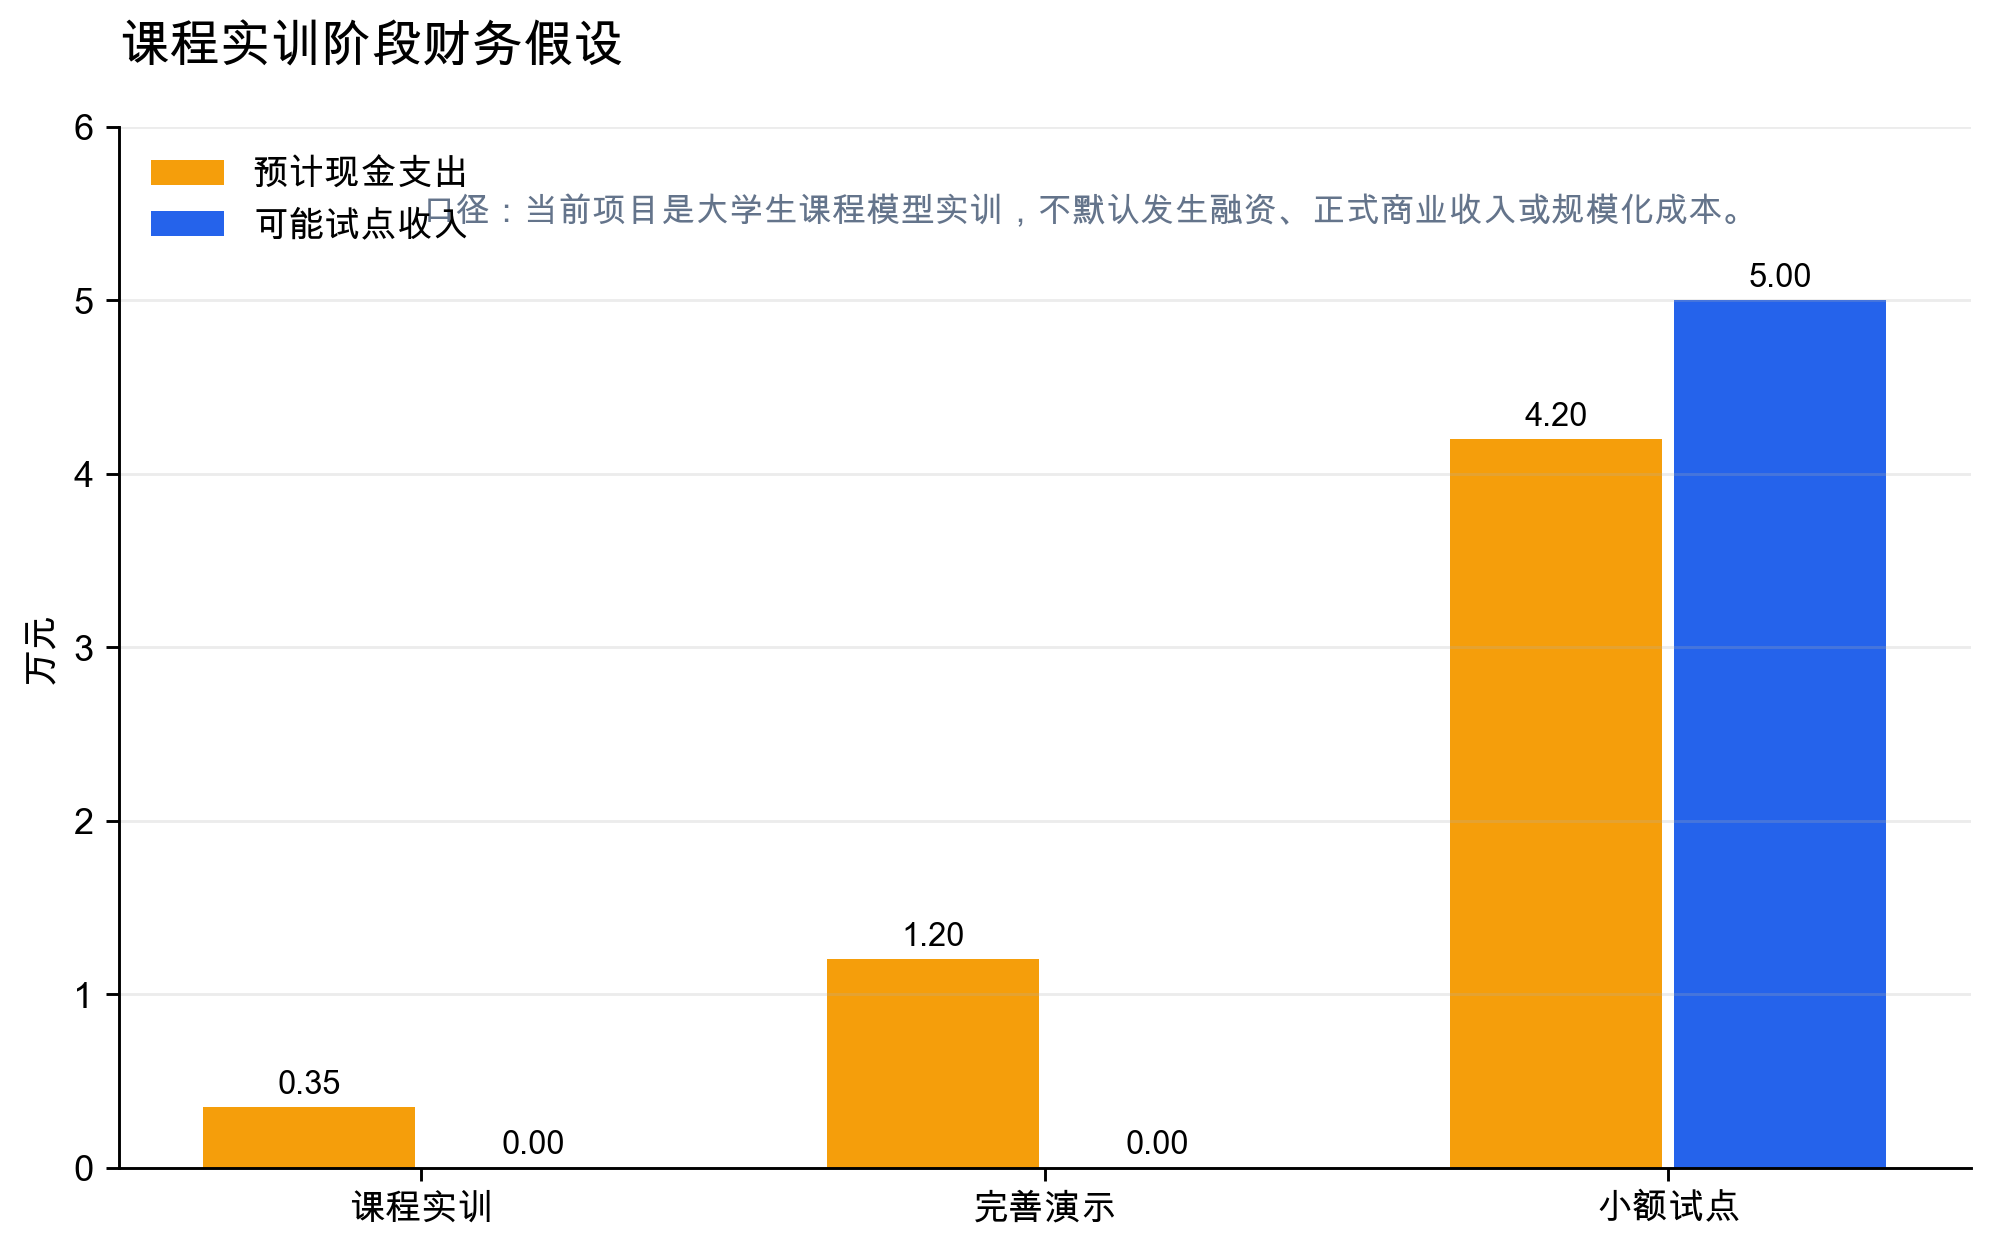 课程实训阶段财务假设
6
预计现金支出
可能试点收入
口径：当前项目是大学生课程模型实训，不默认发生融资、正式商业收入或规模化成本。
5
5.00
4.20
4
万元
3
2
1.20
1
0.35
0.00
0.00
0
课程实训
完善演示
小额试点